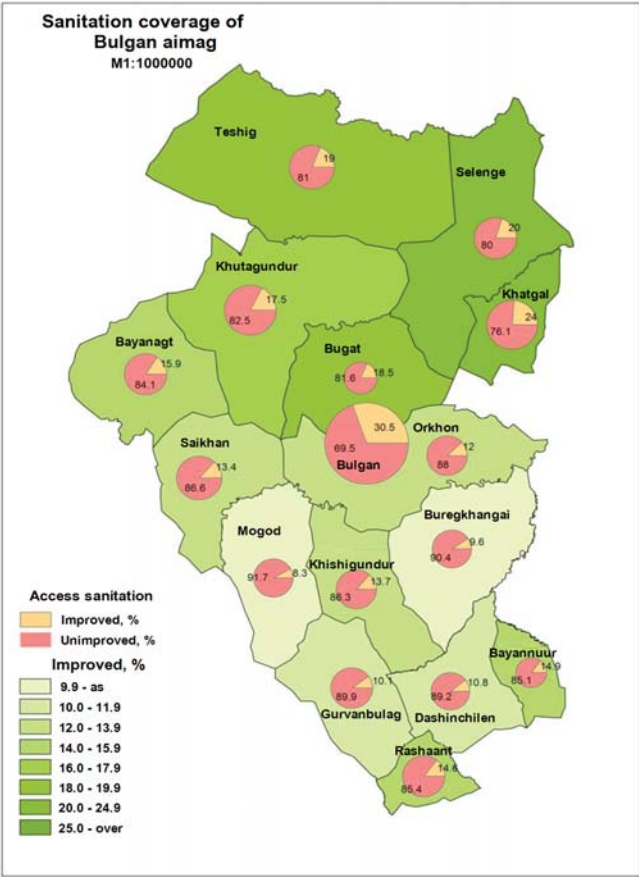 Sanitation coverage of
Bulgan aimag
M1:1000000
Teshig
19
81
Selenge
20
80
Khutagundur
17.5
82.5
Khatgal
24
76.1
Bayanagt
15.9
84.1
Bugat
18.5
81.6
30.5
69.5
Bulgan
Orkhon
12
88
Saikhan
13.4
86.6
Buregkhangai
9.6
90.4
Mogod
8.3
91.7
Khishigundur
13.7
86.3
Bayannuur
14.9
85.1
10.1
89.9
Gurvanbulag
10.8
89.2
Dashinchilen
Rashaant
14.6
85.4
Access sanitation
Improved, %
Unimproved, %
Improved, %
9.9 - as
10.0 - 11.9
12.0 - 13.9
14.0 - 15.9
16.0 - 17.9
18.0 - 19.9
20.0 - 24.9
25.0 - over